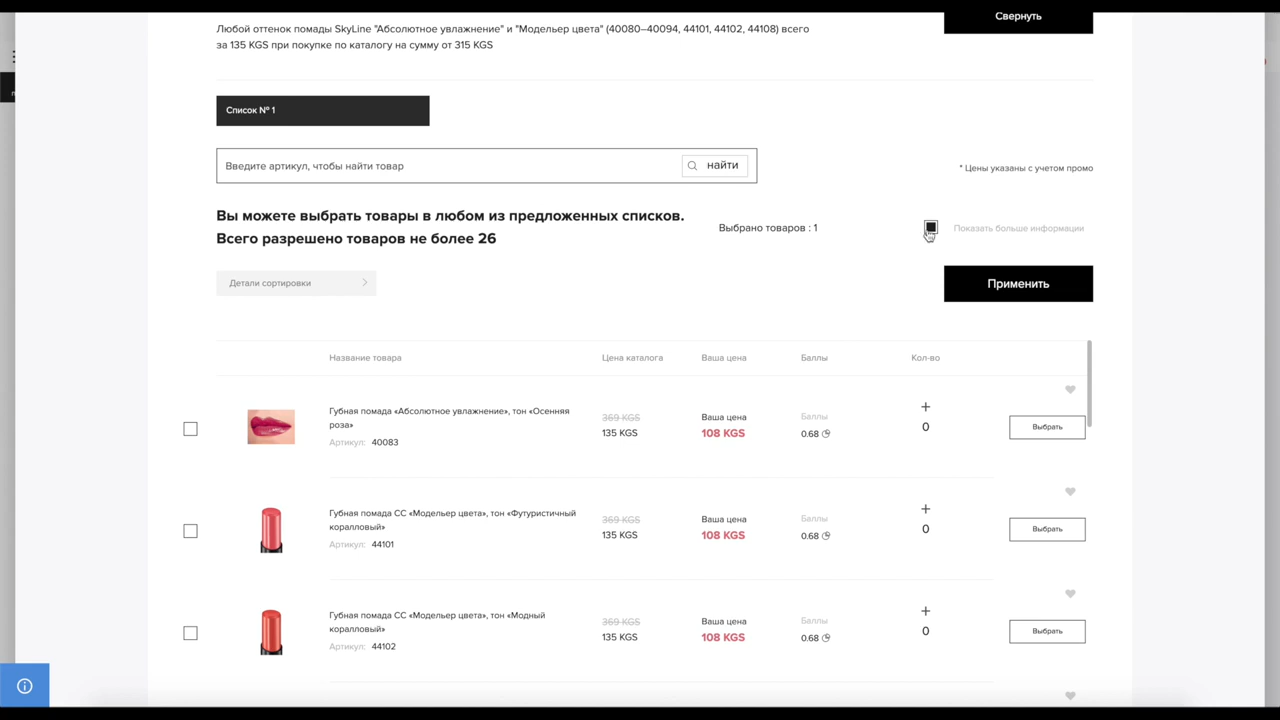 Любой оттенок помады SkyLine "Абсолютное увлажнение" и "Модельер цвета" (40080–40094, 44101, 44102, 44108) всего
за 135 KGS при покупке по каталогу на сумму от 315 KGS
Свернуть
Список № 1
Введите артикул, чтобы найти товар
найти
* Цены указаны с учетом промо
Вы можете выбрать товары в любом из предложенных списков.
Всего разрешено товаров не более 26
Выбрано товаров : 1
Показать больше информации
Детали сортировки
Применить
Название товара Цена каталога Ваша цена Баллы Кол-во
Губная помада «Абсолютное увлажнение», тон «Осенняя
роза»
Артикул: 40083
369 KGS
135 KGS
Ваша цена
108 KGS
Баллы
0.68
0
Выбрать
Губная помада СС «Модельер цвета», тон «Футуристичный
коралловый»
Артикул: 44101
369 KGS
135 KGS
Ваша цена
108 KGS
Баллы
0.68
0
Выбрать
Губная помада СС «Модельер цвета», тон «Модный
коралловый»
Артикул: 44102
369 KGS
135 KGS
Ваша цена
108 KGS
Баллы
0.68
0
Выбрать